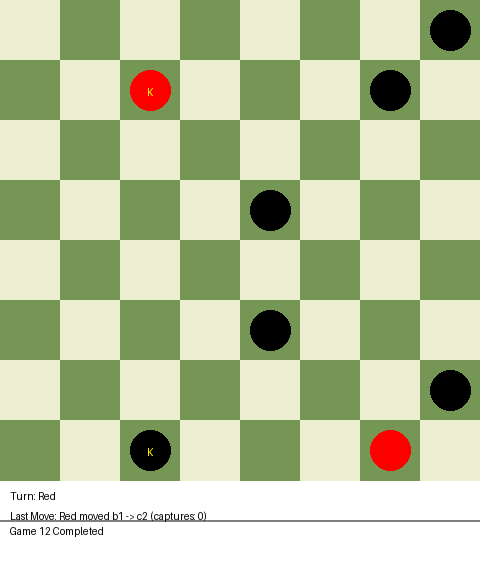 K
K
Turn: Red
Last Move: Red moved b1 -> c2 (captures: 0)
Game 12 Completed